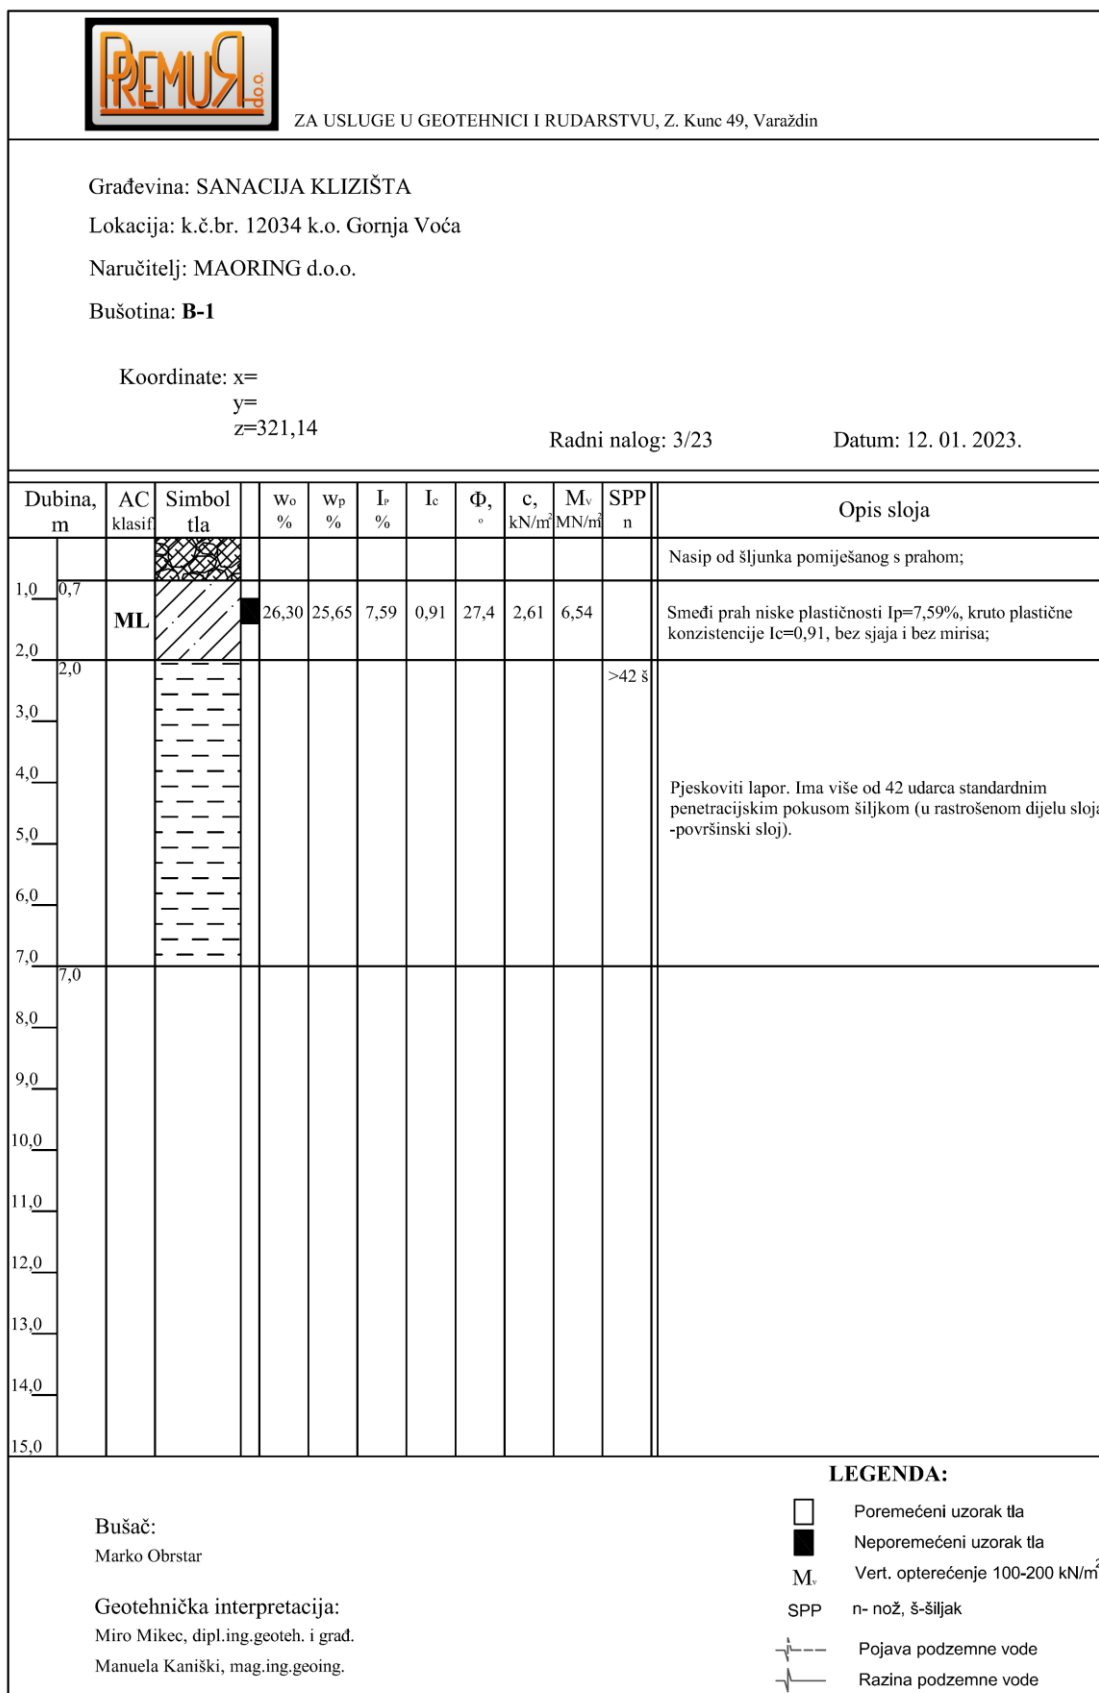 PREMUR d.o.o.
ZA USLUGE U GEOTEHNICI I RUDARSTVU, Z. Kunc 49, Varaždin
Građevina: SANACIJA KLIZIŠTA
Lokacija: k.č.br. 12034 k.o. Gornja Voća
Naručitelj: MAORING d.o.o.
Bušotina: B-1
Koordinate: x=
y=
z=321,14
Radni nalog: 3/23 Datum: 12. 01. 2023.
Dubina, AC Simbol w₀ wₚ Iₚ I꜀ Φ, c, Mᵥ SPP Opis sloja
m klasif tla % % % ° kN/m² MN/m² n
Nasip od šljunka pomiješanog s prahom;
1,0 0,7
ML 26,30 25,65 7,59 0,91 27,4 2,61 6,54 Smeđi prah niske plastičnosti Ip=7,59%, kruto plastične
konzistencije Ic=0,91, bez sjaja i bez mirisa;
2,0
2,0 >42 š
3,0
4,0
Pjeskoviti lapor. Ima više od 42 udarca standardnim
penetracijskim pokusom šiljkom (u rastrošenom dijelu sloja
-površinski sloj).
5,0
6,0
7,0
7,0
8,0
9,0
10,0
11,0
12,0
13,0
14,0
15,0
LEGENDA:
Poremećeni uzorak tla
Neporemećeni uzorak tla
Mᵥ Vert. opterećenje 100-200 kN/m²
SPP n- nož, š-šiljak
Pojava podzemne vode
Razina podzemne vode
Bušač:
Marko Obrstar
Geotehnička interpretacija:
Miro Mikec, dipl.ing.geoteh. i građ.
Manuela Kaniški, mag.ing.geoing.